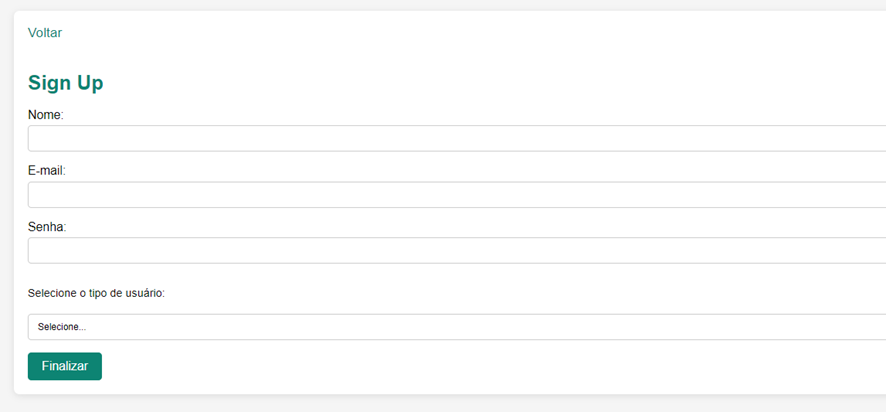 Voltar
Sign Up
Nome:
E-mail:
Senha:
Selecione o tipo de usuário:
Selecione...
Finalizar